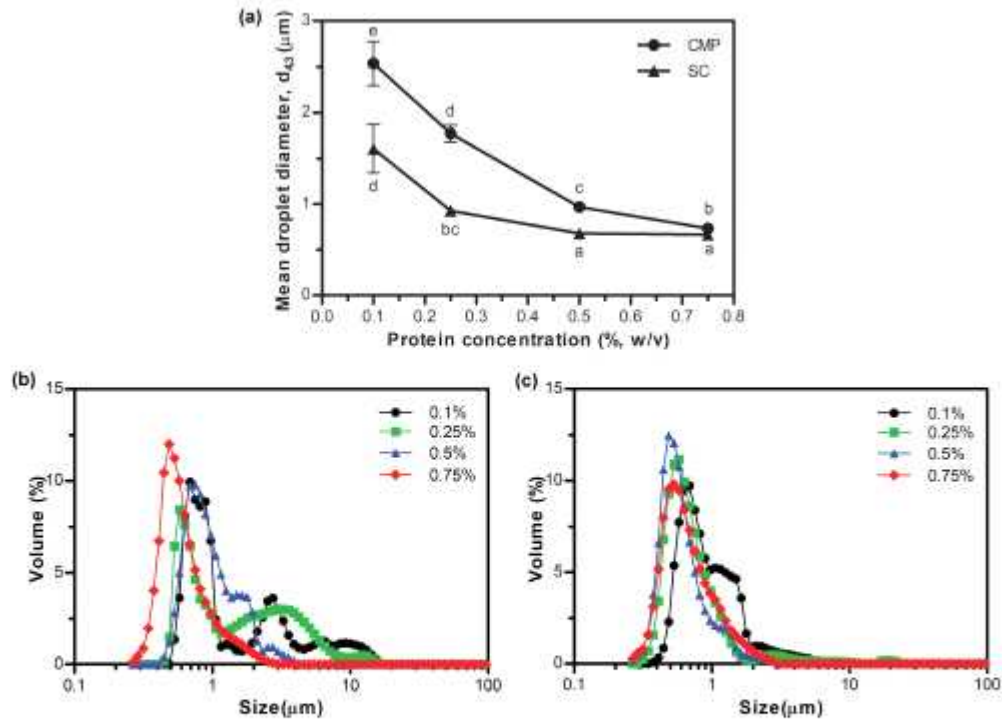 (a)
Mean droplet diameter, d43 (μm)
3
2
1
0
e
d
c
b
d
bc
a
a
CMP
SC
0.0 0.1 0.2 0.3 0.4 0.5 0.6 0.7 0.8
Protein concentration (%, w/v)
(b)
Volume (%)
15
10
5
0
0.1%
0.25%
0.5%
0.75%
0.1 1 10 100
Size(μm)
(c)
Volume (%)
15
10
5
0
0.1%
0.25%
0.5%
0.75%
0.1 1 10 100
Size(μm)